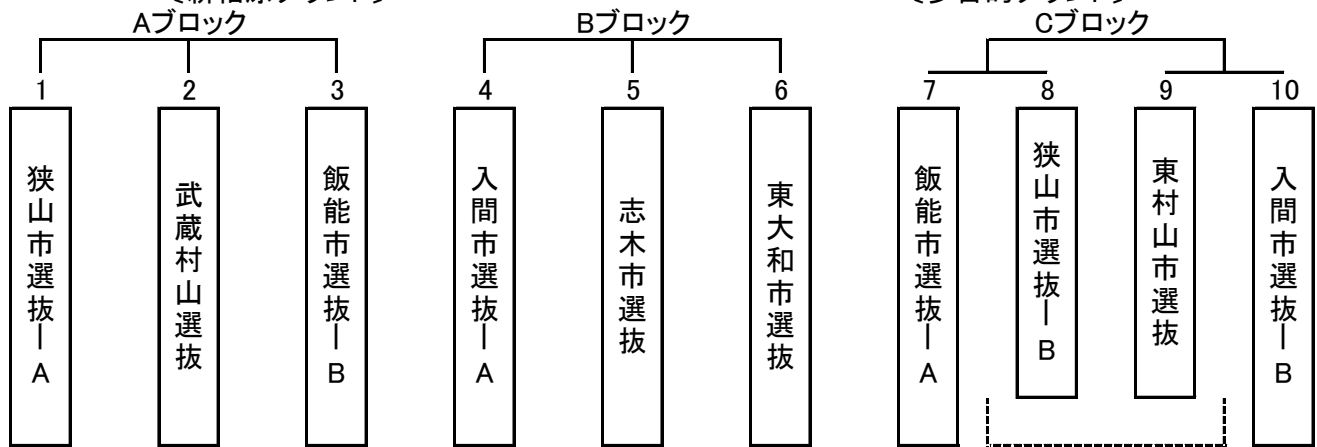 Aブロック
Bブロック
Cブロック
1
2
3
4
5
6
7
8
9
10
狭山市選抜ーA
武蔵村山選抜
飯能市選抜ーB
入間市選抜ーA
志木市選抜
東大和市選抜
飯能市選抜ーA
狭山市選抜ーB
東村山市選抜
入間市選抜ーB